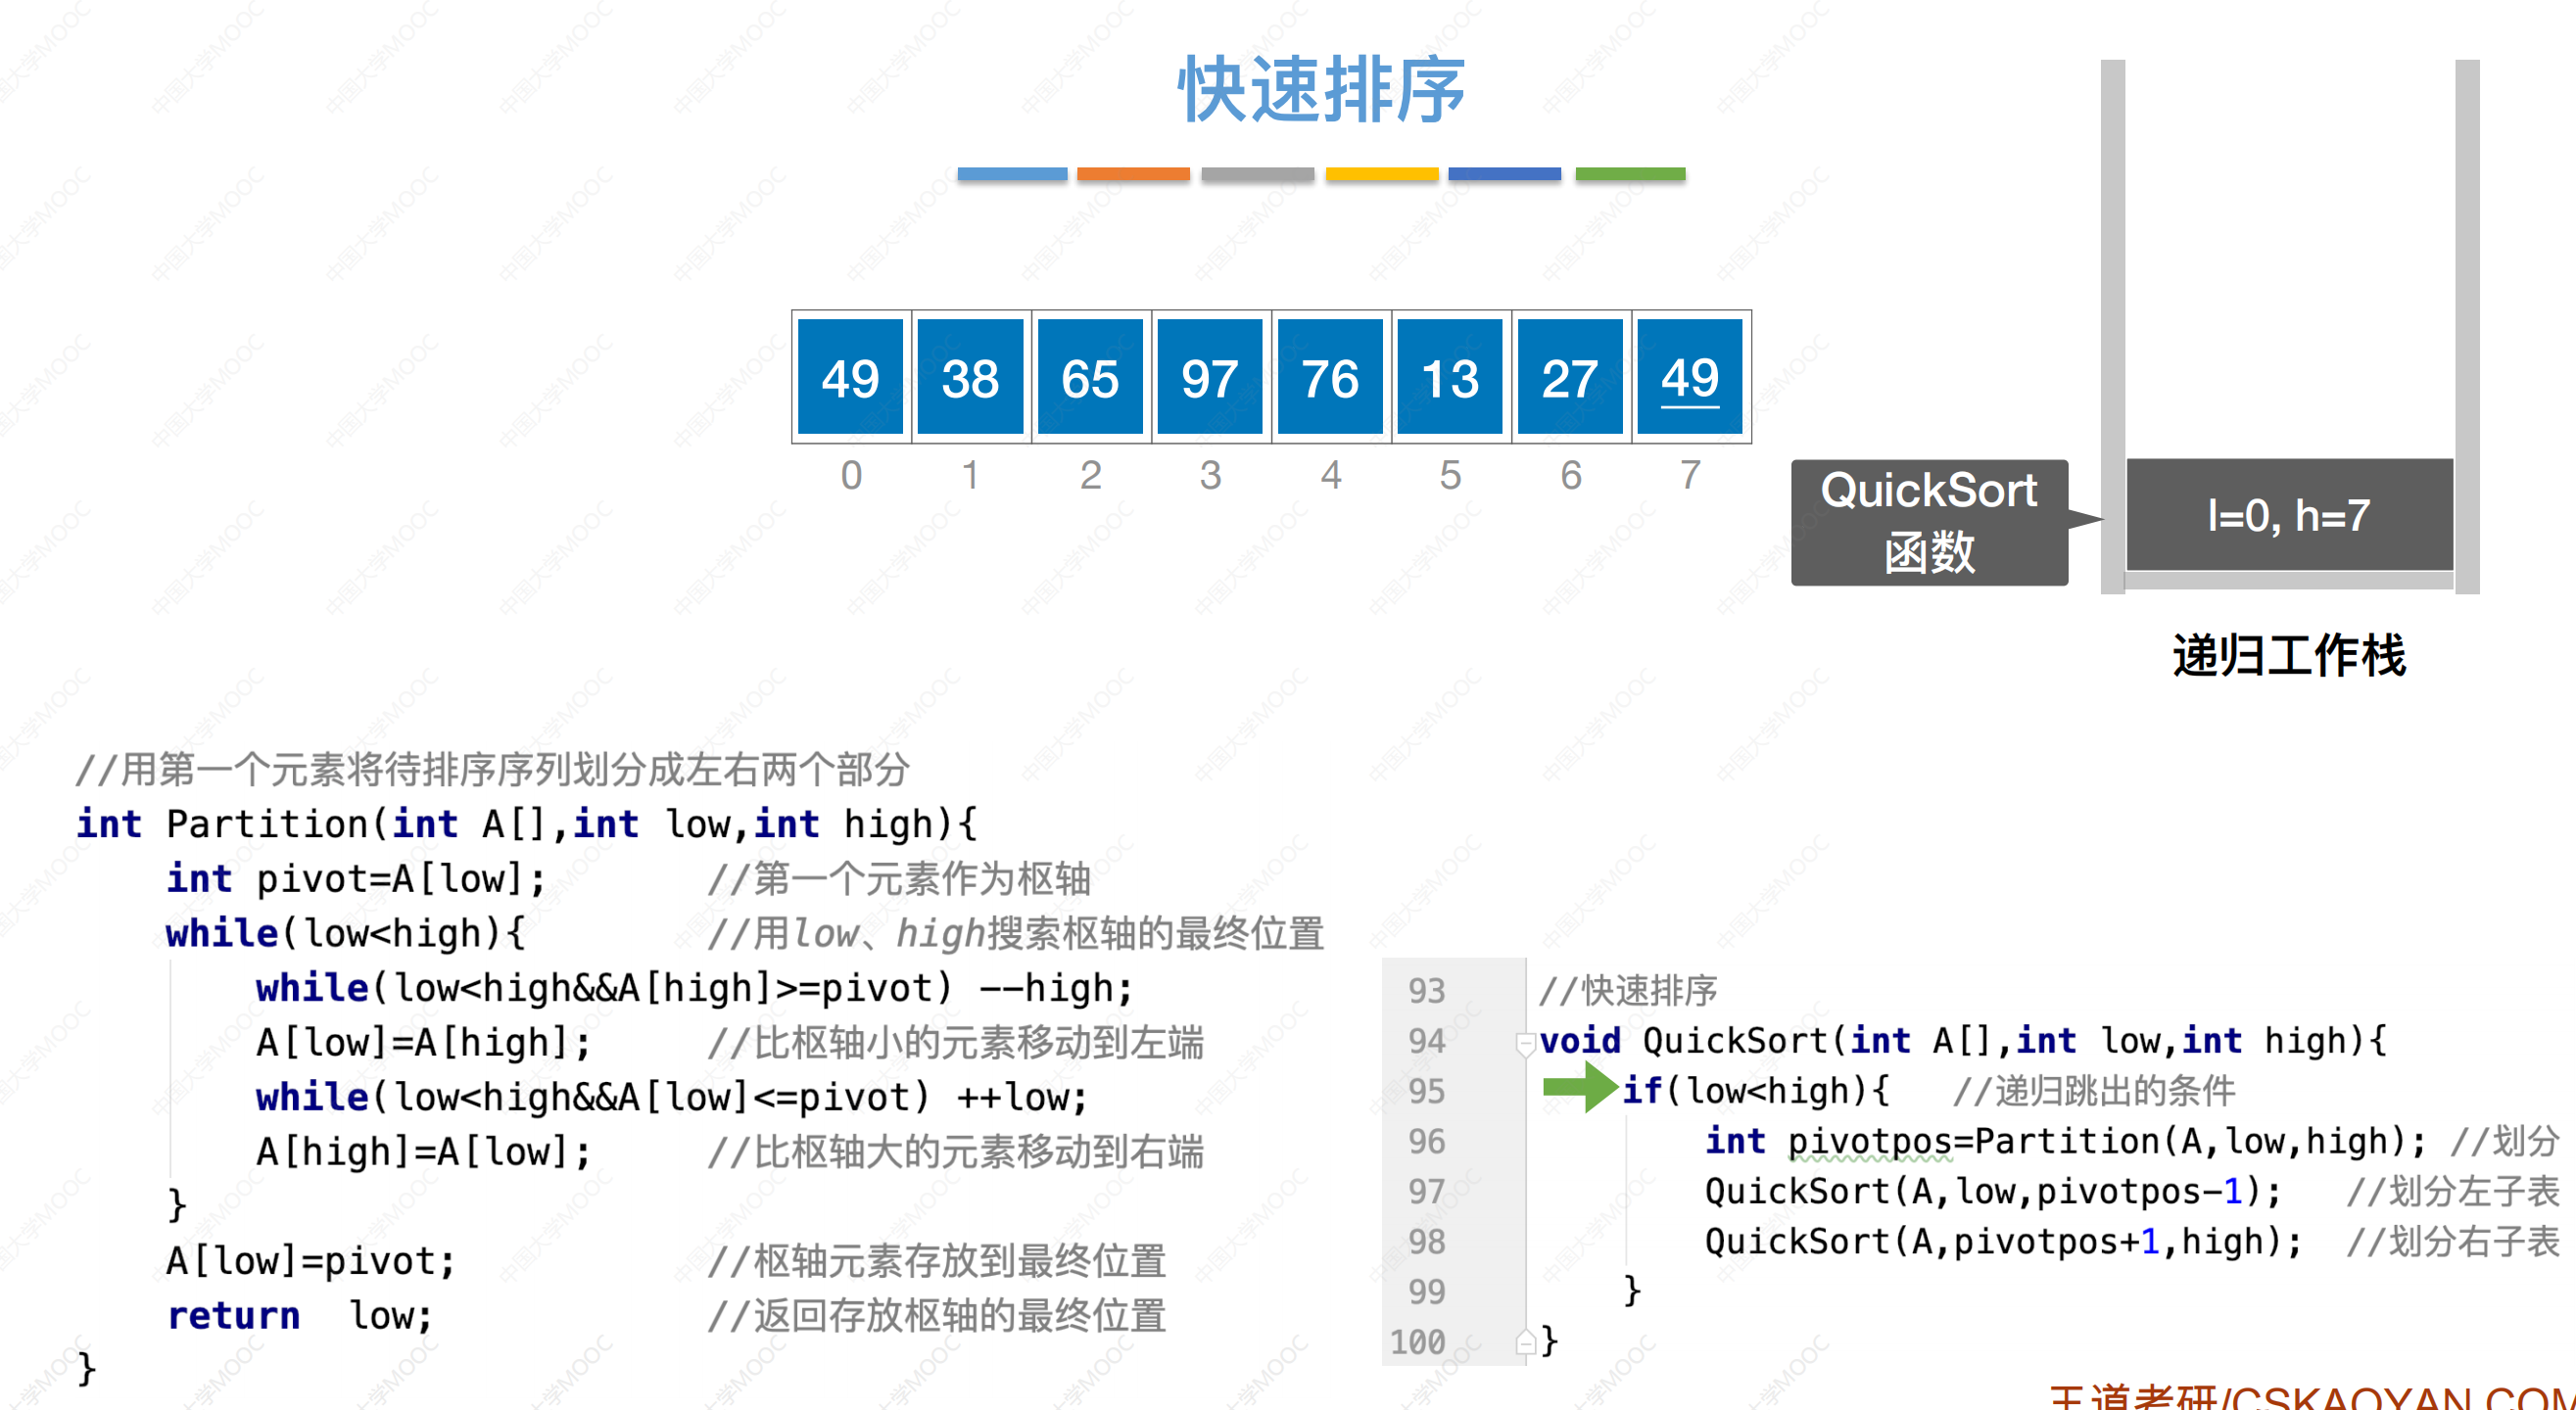 快速排序
49 38 65 97 76 13 27 49
0 1 2 3 4 5 6 7
QuickSort
函数
l=0, h=7
递归工作栈
//用第一个元素将待排序序列划分成左右两个部分
int Partition(int A[],int low,int high){
int pivot=A[low]; //第一个元素作为枢轴
while(low<high){ //用low、high搜索枢轴的最终位置
while(low<high&&A[high]>=pivot) --high;
A[low]=A[high]; //比枢轴小的元素移动到左端
while(low<high&&A[low]<=pivot) ++low;
A[high]=A[low]; //比枢轴大的元素移动到右端
}
A[low]=pivot; //枢轴元素存放到最终位置
return low; //返回存放枢轴的最终位置
}
93 //快速排序
94 void QuickSort(int A[],int low,int high){
95 if(low<high){ //递归跳出的条件
96 int pivotpos=Partition(A,low,high); //划分
97 QuickSort(A,low,pivotpos-1); //划分左子表
98 QuickSort(A,pivotpos+1,high); //划分右子表
99 }
100 }
王道考研/CSKAOYAN.COM
中国大学MOOC